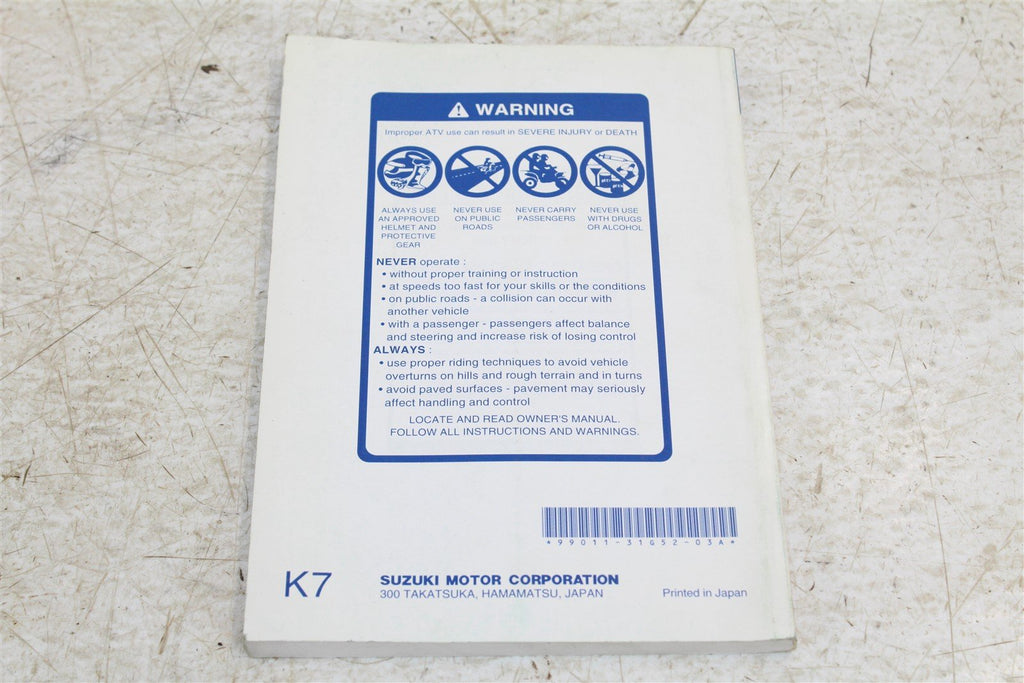 WARNING
Improper ATV use can result in SEVERE INJURY or DEATH
ALWAYS USE
AN APPROVED
HELMET AND
PROTECTIVE
GEAR
NEVER USE
ON PUBLIC
ROADS
NEVER CARRY
PASSENGERS
NEVER USE
WITH DRUGS
OR ALCOHOL
NEVER operate :
• without proper training or instruction
• at speeds too fast for your skills or the conditions
• on public roads - a collision can occur with
another vehicle
• with a passenger - passengers affect balance
and steering and increase risk of losing control
ALWAYS :
• use proper riding techniques to avoid vehicle
overturns on hills and rough terrain and in turns
• avoid paved surfaces - pavement may seriously
affect handling and control
LOCATE AND READ OWNER'S MANUAL.
FOLLOW ALL INSTRUCTIONS AND WARNINGS.
*99011-31G52-03A*
K7
SUZUKI MOTOR CORPORATION
300 TAKATSUKA, HAMAMATSU, JAPAN
Printed in Japan